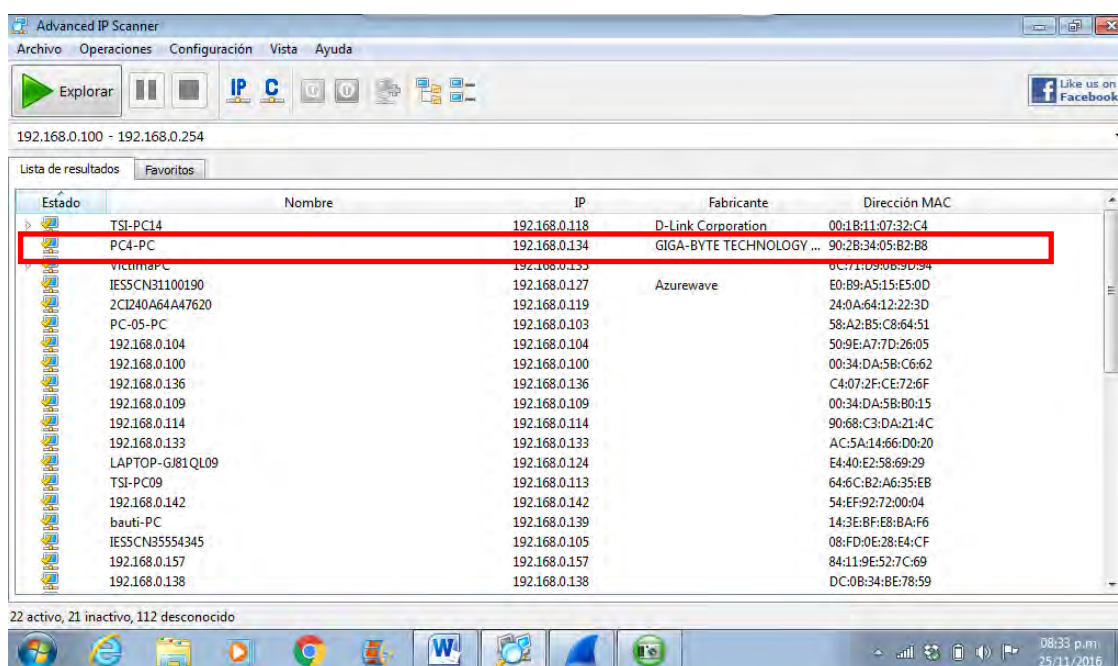 Advanced IP Scanner
Archivo Operaciones Configuración Vista Ayuda
Explorar IP C Like us on Facebook
192.168.0.100 - 192.168.0.254
Lista de resultados Favoritos
Estado Nombre IP Fabricante Dirección MAC
TSI-PC14 192.168.0.118 D-Link Corporation 00:1B:11:07:32:C4
PC4-PC 192.168.0.134 GIGA-BYTE TECHNOLOGY ... 90:2B:34:05:B2:B8
VictimaPC 192.168.0.135 6C:71:D9:0B:9D:94
IES5CN31100190 192.168.0.127 Azurewave E0:B9:A5:15:E5:0D
2CI240A64A47620 192.168.0.119 24:0A:64:12:22:3D
PC-05-PC 192.168.0.103 58:A2:B5:C8:64:51
192.168.0.104 192.168.0.104 50:9E:A7:7D:26:05
192.168.0.100 192.168.0.100 00:34:DA:5B:C6:62
192.168.0.136 192.168.0.136 C4:07:2F:CE:72:6F
192.168.0.109 192.168.0.109 00:34:DA:5B:B0:15
192.168.0.114 192.168.0.114 90:68:C3:DA:21:4C
192.168.0.133 192.168.0.133 AC:5A:14:66:D0:20
LAPTOP-GJ81QL09 192.168.0.124 E4:40:E2:58:69:29
TSI-PC09 192.168.0.113 64:6C:B2:A6:35:EB
192.168.0.142 192.168.0.142 54:EF:92:72:00:04
bauti-PC 192.168.0.139 14:3E:BF:E8:BA:F6
IES5CN35554345 192.168.0.105 08:FD:0E:28:E4:CF
192.168.0.157 192.168.0.157 84:11:9E:52:7C:69
192.168.0.138 192.168.0.138 DC:0B:34:BE:78:59
22 activo, 21 inactivo, 112 desconocido
08:33 p.m.
25/11/2016